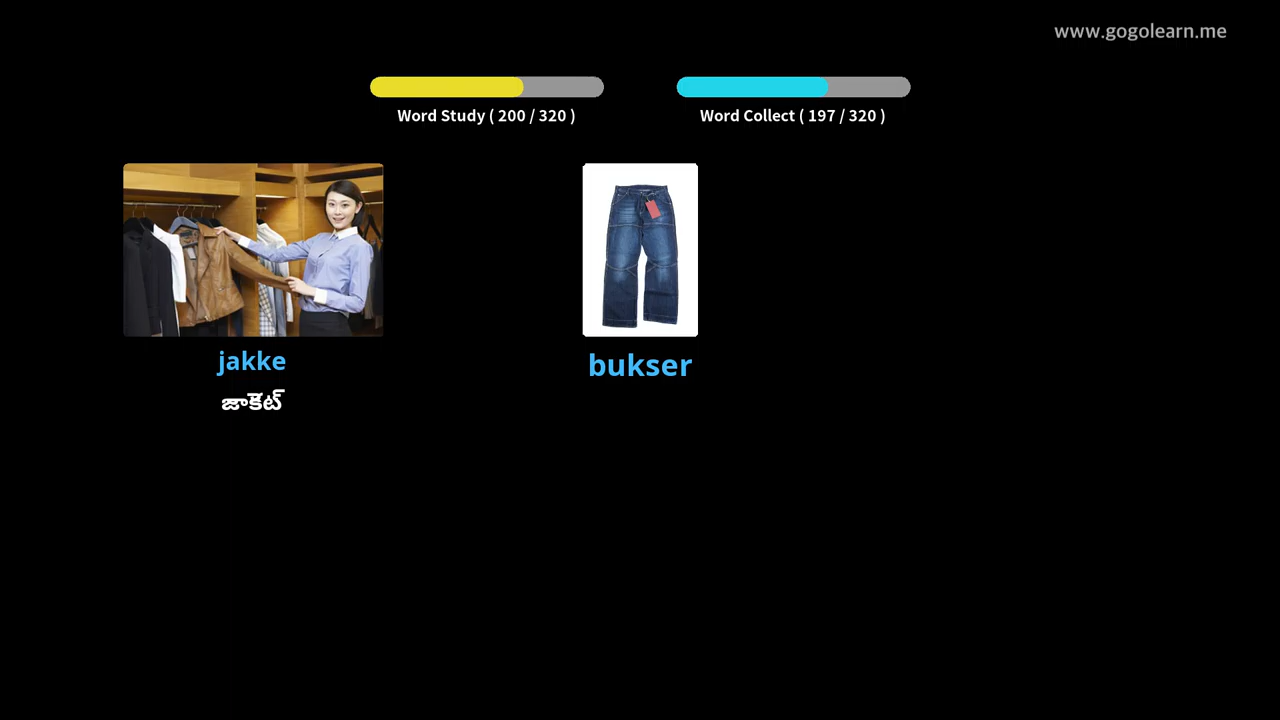 www.gogolearn.me
Word Study ( 200 / 320 )
Word Collect ( 197 / 320 )
jakke
జాకెట్
bukser